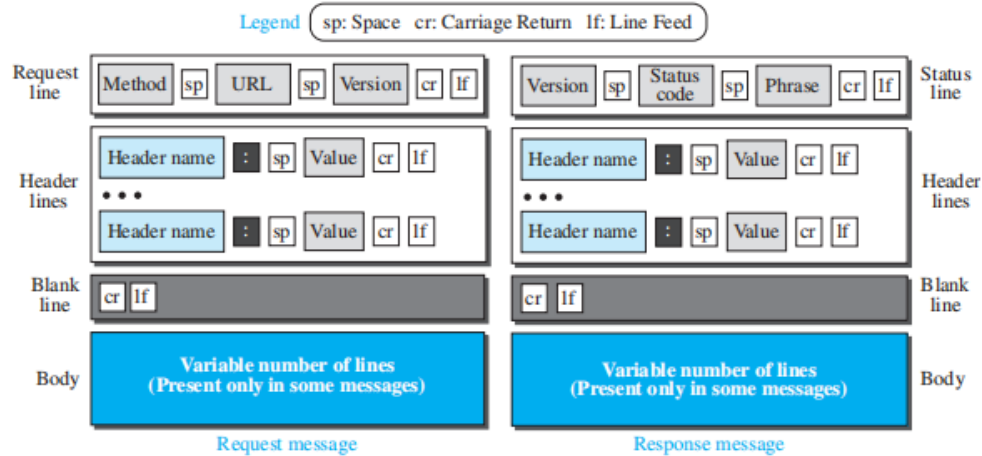 Legend sp: Space cr: Carriage Return lf: Line Feed
Request line
Method sp URL sp Version cr lf
Header lines
Header name : sp Value cr lf
• • •
Header name : sp Value cr lf
Blank line
cr lf
Body
Variable number of lines
(Present only in some messages)
Request message
Version sp Status code sp Phrase cr lf
Status line
Header name : sp Value cr lf
• • •
Header name : sp Value cr lf
Header lines
cr lf
Blank line
Variable number of lines
(Present only in some messages)
Body
Response message